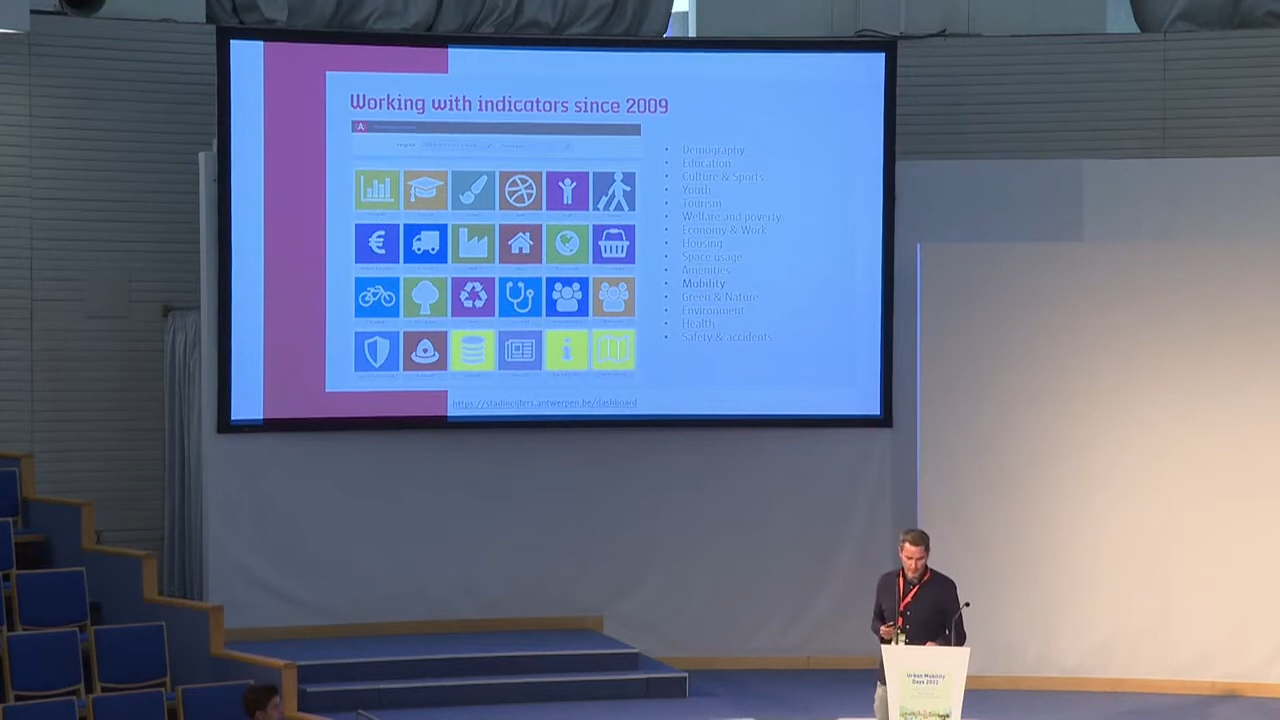 Working with indicators since 2009
A
• Demography
• Education
• Culture & Sports
• Youth
• Tourism
• Welfare and poverty
• Economy & Work
• Housing
• Space usage
• Amenities
• Mobility
• Green & Nature
• Environment
• Health
• Safety & accidents
https://stadincijfers.antwerpen.be/dashboard
Urban Mobility
Days 2022